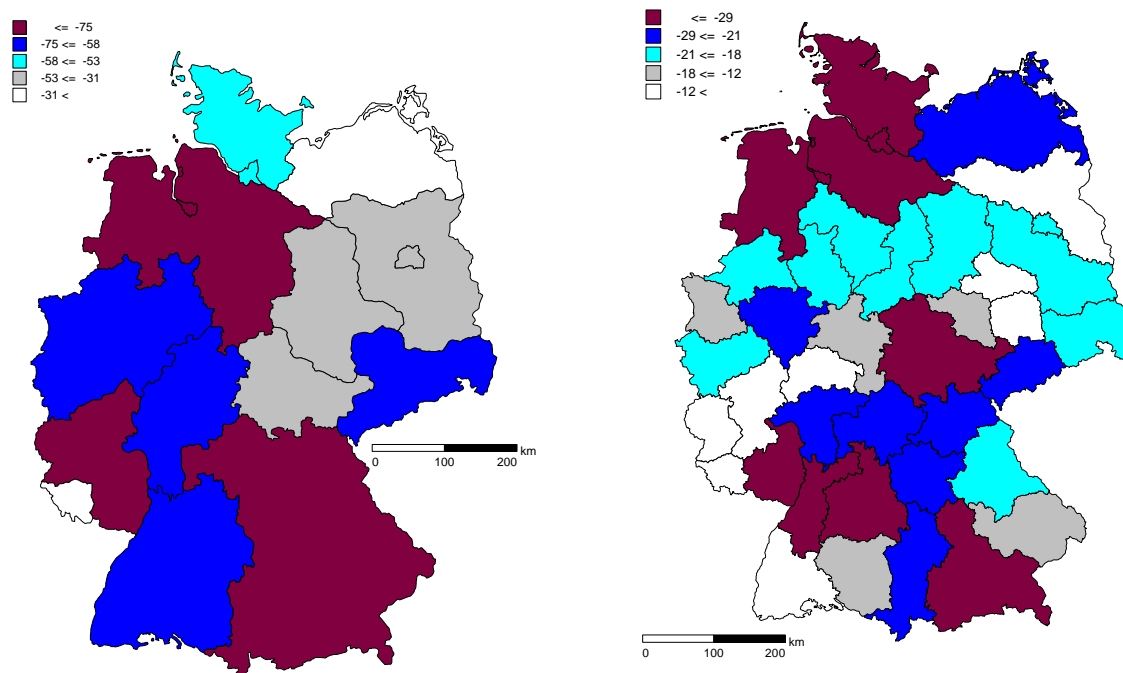 <= -75
-75 <= -58
-58 <= -53
-53 <= -31
-31 <
km
0 100 200
<= -29
-29 <= -21
-21 <= -18
-18 <= -12
-12 <
km
0 100 200